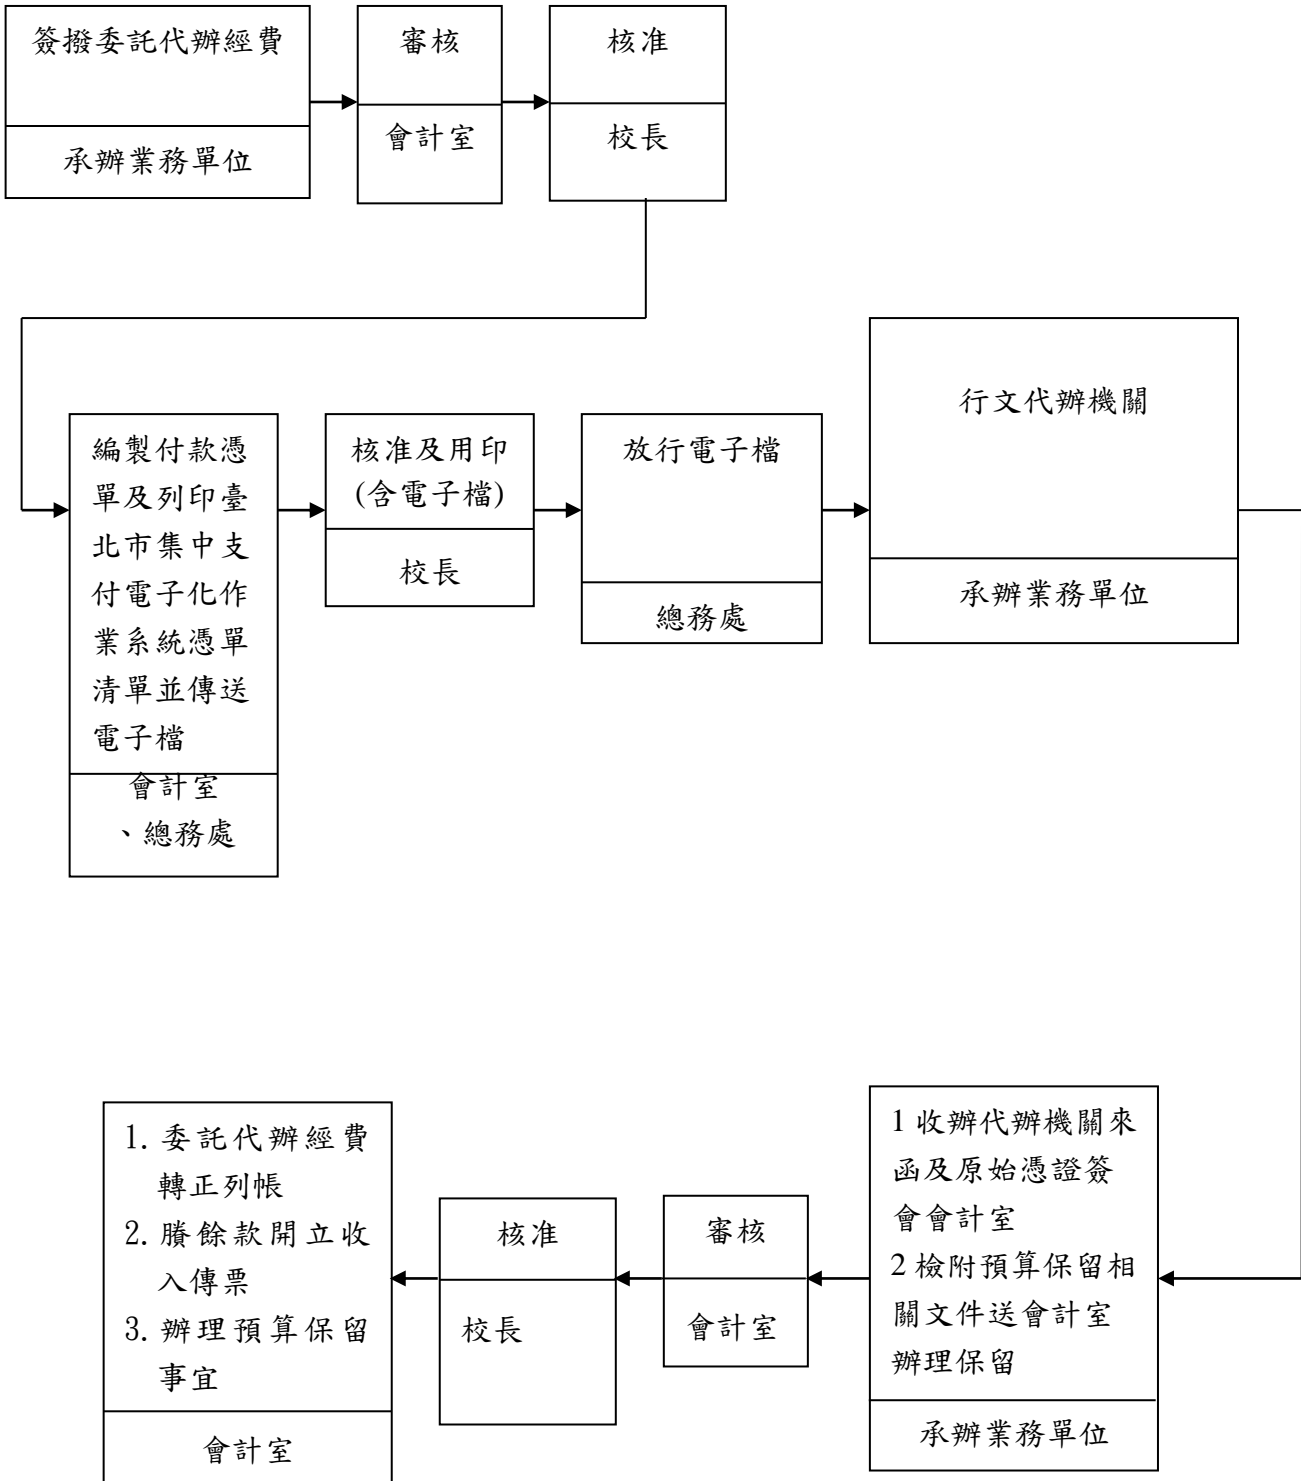 簽撥委託代辦經費
承辦業務單位
審核
會計室
核准
校長
編製付款憑
單及列印臺
北市集中支
付電子化作
業系統憑單
清單並傳送
電子檔
會計室
、總務處
核准及用印
(含電子檔)
校長
放行電子檔
總務處
行文代辦機關
承辦業務單位
1 收辦代辦機關來
函及原始憑證簽
會會計室
2 檢附預算保留相
關文件送會計室
辦理保留
承辦業務單位
審核
會計室
核准
校長
1. 委託代辦經費
轉正列帳
2. 賸餘款開立收
入傳票
3. 辦理預算保留
事宜
會計室